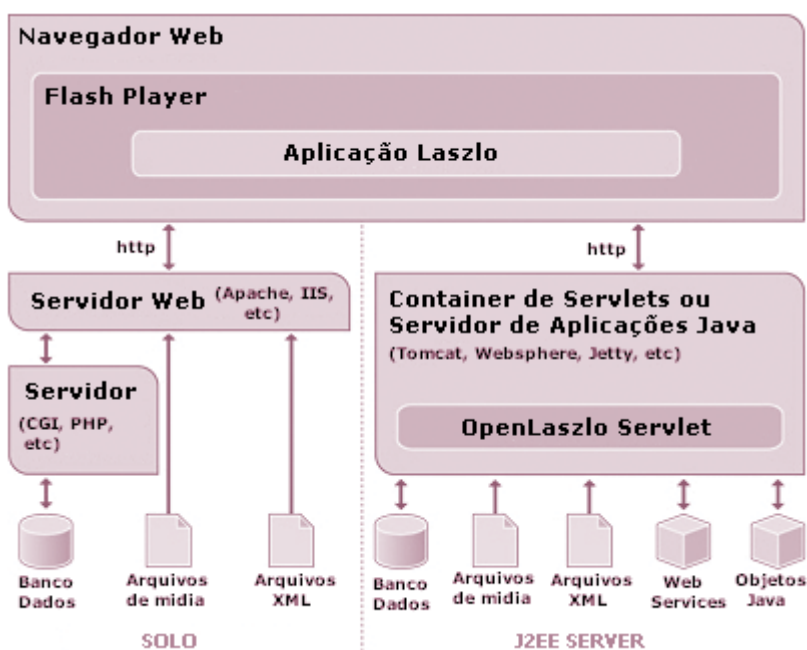 Navegador Web
Flash Player
Aplicação Laszlo
http
http
Servidor Web (Apache, IIS,
etc)
Servidor
(CGI, PHP,
etc)
Container de Servlets ou
Servidor de Aplicações Java
(Tomcat, Websphere, Jetty, etc)
OpenLaszlo Servlet
Banco
Dados
Arquivos
de midia
Arquivos
XML
Banco
Dados
Arquivos
de midia
Arquivos
XML
Web
Services
Objetos
Java
SOLO
J2EE SERVER